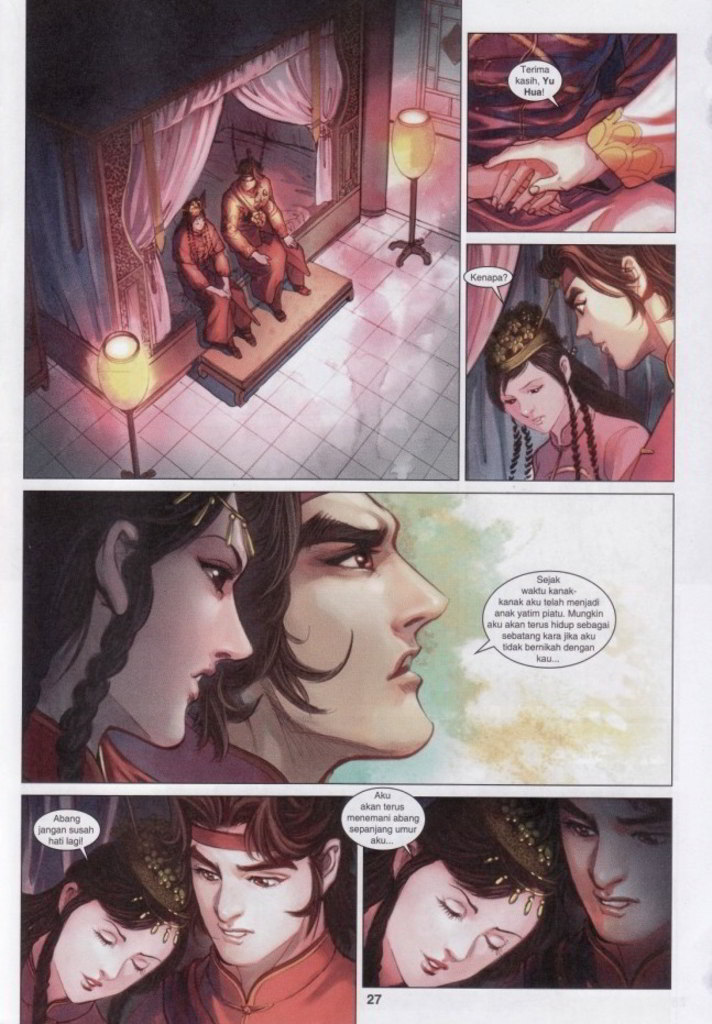 Terima
kasih, Yu
Hua!
Kenapa?
Sejak
waktu kanak-
kanak aku telah menjadi
anak yatim piatu. Mungkin
aku akan terus hidup sebagai
sebatang kara jika aku
tidak bernikah dengan
kau...
Abang
jangan susah
hati lagi!
Aku
akan terus
menemani abang
sepanjang umur
aku...
27